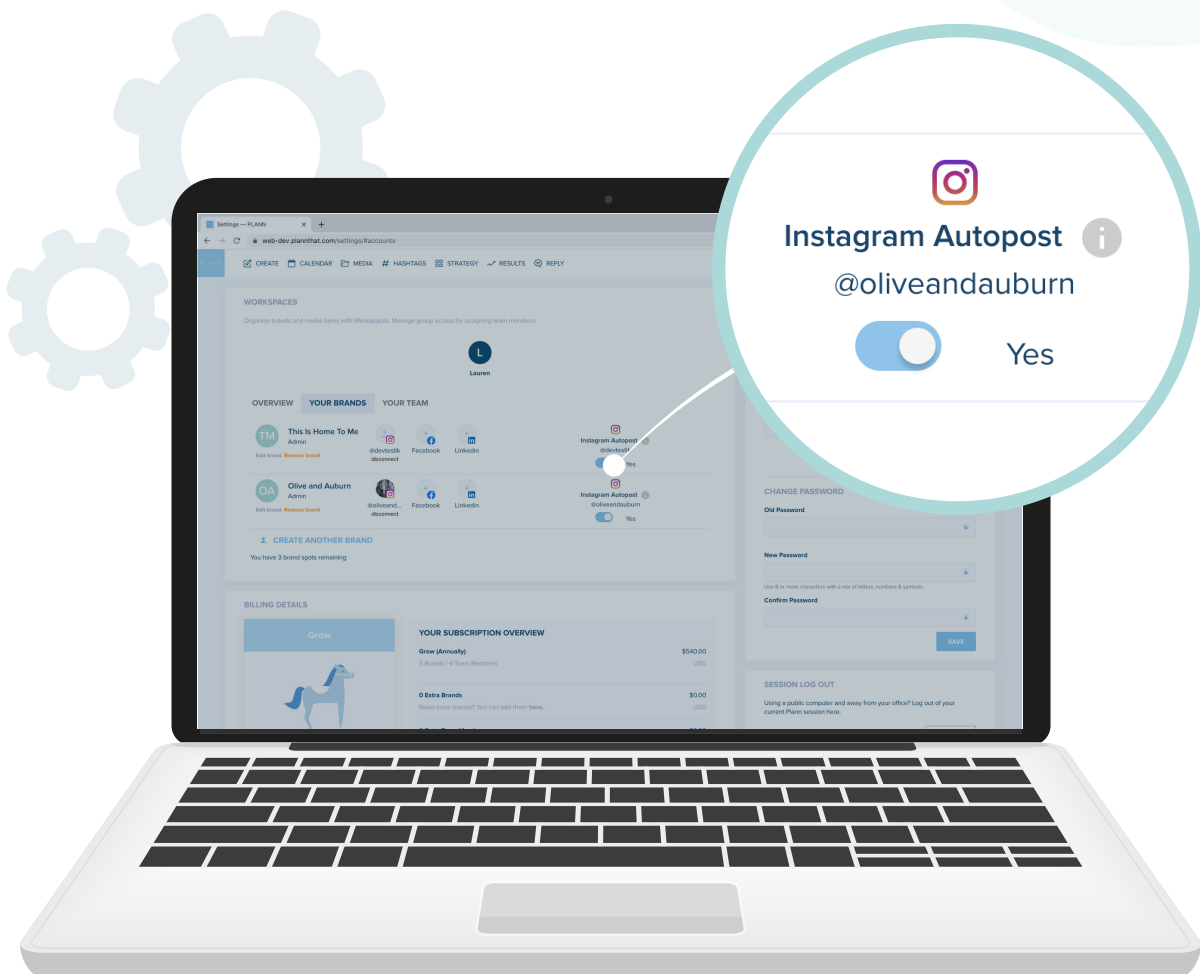 Settings — PLANN
web-dev.plannthat.com/settings/#accounts
PLANN
CREATE CALENDAR MEDIA # HASHTAGS STRATEGY RESULTS REPLY
WORKSPACES
Organize brands and media items with Workspaces. Manage group access by assigning team members.
L
Lauren
OVERVIEW YOUR BRANDS YOUR TEAM
TM
This Is Home To Me
Admin
Edit brand Remove brand
@devtestlk
disconnect
Facebook
Linkedin
Instagram Autopost
Yes
OA
Olive and Auburn
Admin
Edit brand Remove brand
@oliveand...
disconnect
Facebook
Linkedin
Instagram Autopost
@oliveandauburn
Yes
CREATE ANOTHER BRAND
You have 3 brand spots remaining
BILLING DETAILS
Grow
YOUR SUBSCRIPTION OVERVIEW
Grow (Annually) $540.00
5 Brands / 4 Team Members USD
0 Extra Brands $0.00
Need more brands? You can add them here. USD
Instagram Autopost i
@oliveandauburn
Yes
CHANGE PASSWORD
Old Password
New Password
Use 8 or more characters with a mix of letters, numbers & symbols.
Confirm Password
SAVE
SESSION LOG OUT
Using a public computer and away from your office? Log out of your
current Plann session here.